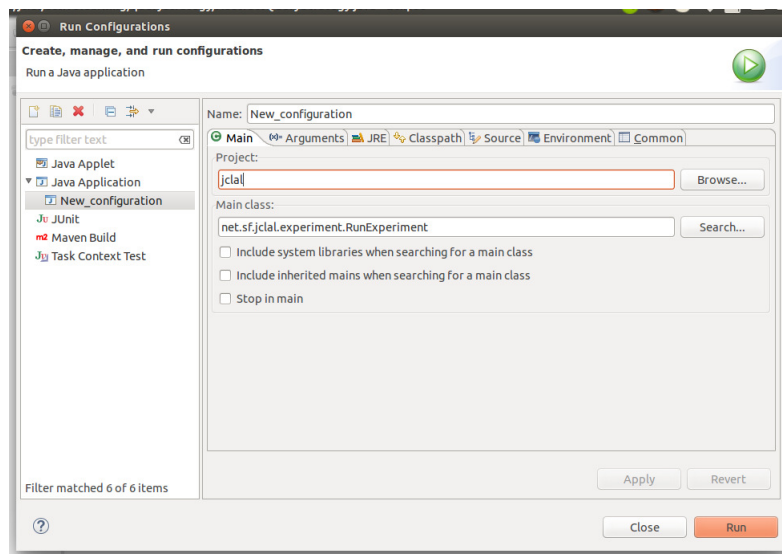 Run Configurations
Create, manage, and run configurations
Run a Java application
type filter text
Java Applet
Java Application
New_configuration
Ju JUnit
m2 Maven Build
Task Context Test
Filter matched 6 of 6 items
Name: New_configuration
Main (x)= Arguments JRE Classpath Source Environment Common
Project:
jclal
Browse...
Main class:
net.sf.jclal.experiment.RunExperiment
Search...
Include system libraries when searching for a main class
Include inherited mains when searching for a main class
Stop in main
Apply Revert
? Close Run